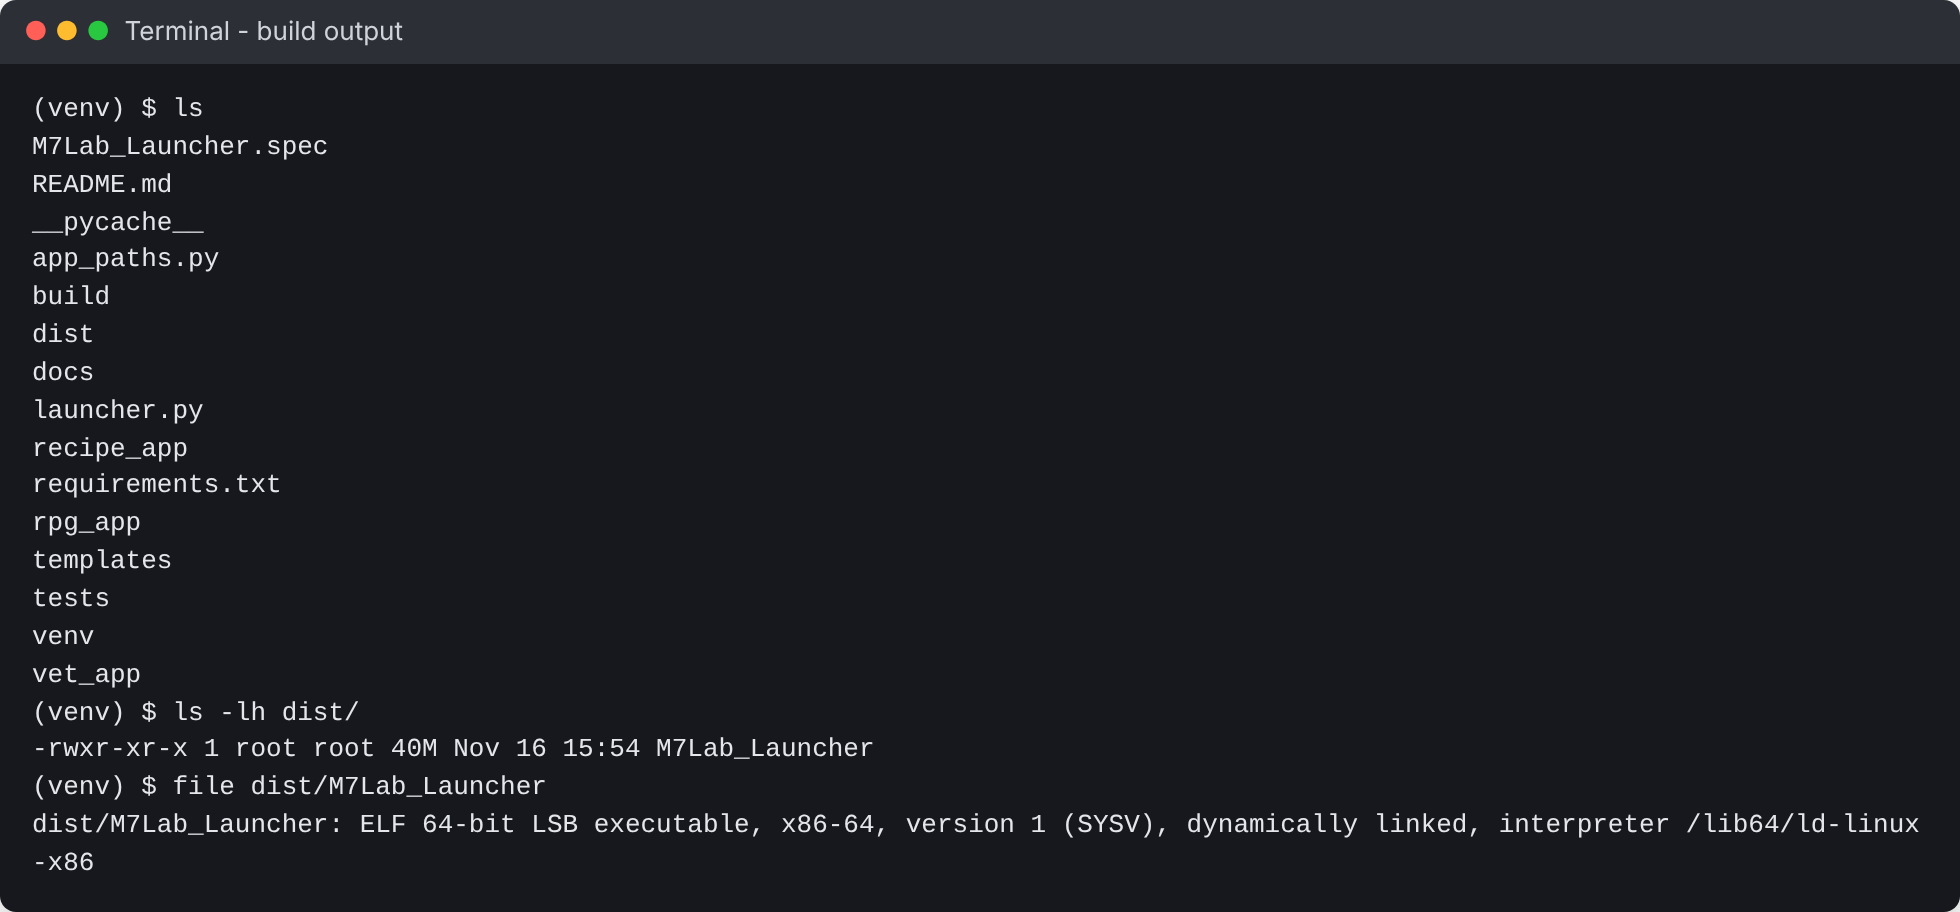 Terminal - build output
(venv) $ ls
M7Lab_Launcher.spec
README.md
__pycache__
app_paths.py
build
dist
docs
launcher.py
recipe_app
requirements.txt
rpg_app
templates
tests
venv
vet_app
(venv) $ ls -lh dist/
-rwxr-xr-x 1 root root 40M Nov 16 15:54 M7Lab_Launcher
(venv) $ file dist/M7Lab_Launcher
dist/M7Lab_Launcher: ELF 64-bit LSB executable, x86-64, version 1 (SYSV), dynamically linked, interpreter /lib64/ld-linux
-x86